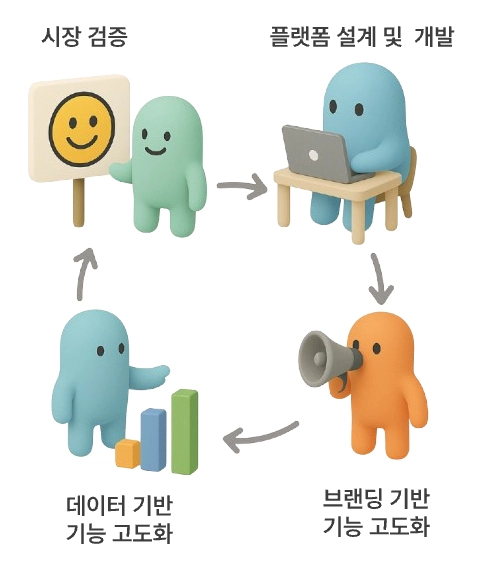 시장 검증
플랫폼 설계 및 개발
브랜딩 기반
기능 고도화
데이터 기반
기능 고도화